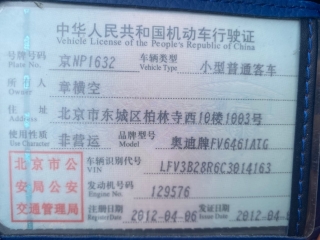 中华人民共和国机动车行驶证
Vehicle License of the People's Republic of China
号牌号码 京NP1632 车辆类型 小型普通客车
Plate No. Vehicle Type
所有人 章横空
Owner
住址 北京市东城区柏林寺西10楼1003号
Address
使用性质 非营运 品牌型号 奥迪牌FV6461ATG
Use Character Model
北京市公安局公安交通管理局
车辆识别代号 LFV3B28R6C3014163
VIN
发动机号码 129576
Engine No.
注册日期 2012-04-06 发证日期 2012-04-
Register Date Issue Date